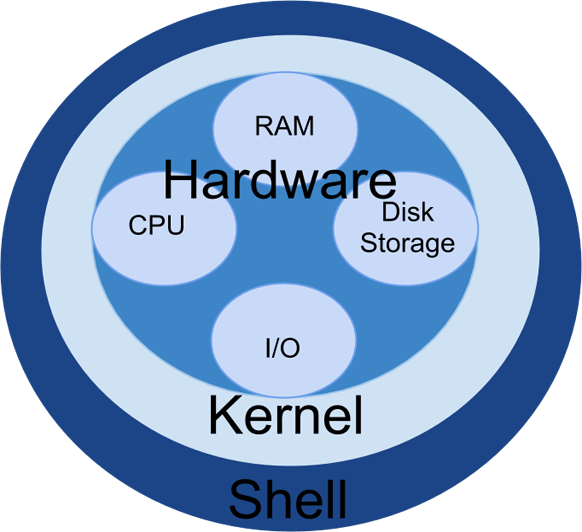 RAM
Hardware
CPU
Disk
Storage
I/O
Kernel
Shell